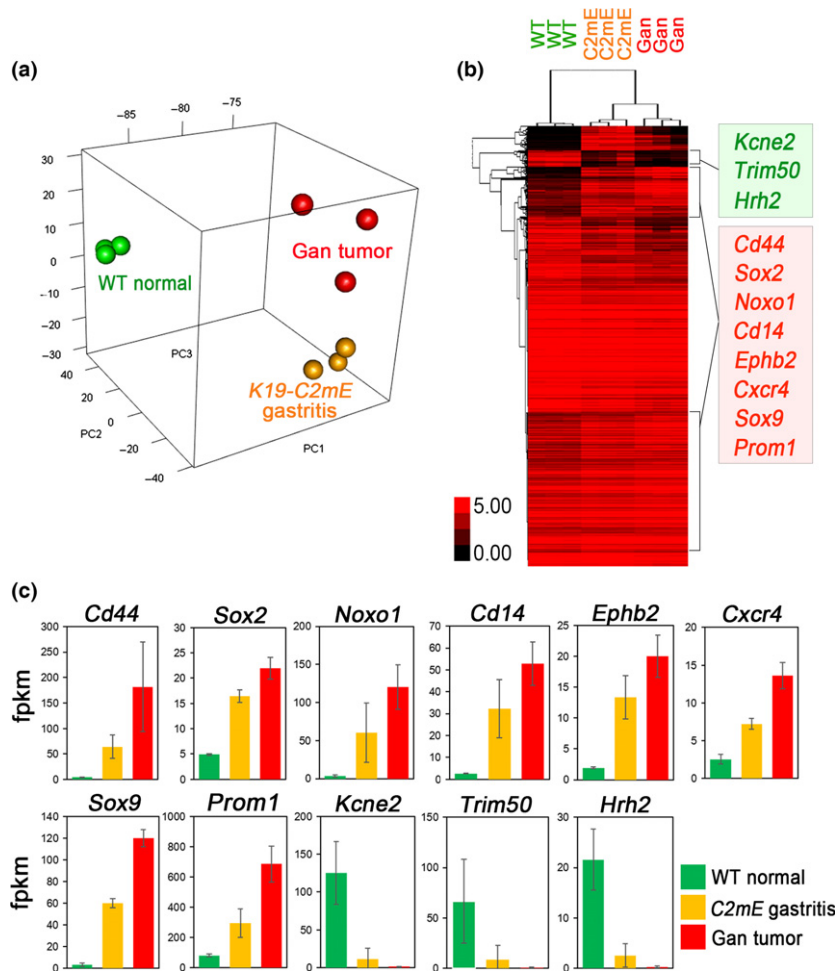 (a)
−85
−80
−75
30
20
10
0
−10
−20
−30
40
20
0
−20
−40
PC1
PC2
PC3
WT normal
Gan tumor
K19-C2mE
gastritis
(b)
WT
WT
WT
C2mE
C2mE
C2mE
Gan
Gan
Gan
Kcne2
Trim50
Hrh2
Cd44
Sox2
Noxo1
Cd14
Ephb2
Cxcr4
Sox9
Prom1
5.00
0.00
(c)
fpkm
Cd44
300
250
200
150
100
50
0
Sox2
30
25
20
15
10
5
0
Noxo1
200
150
100
50
0
Cd14
70
60
50
40
30
20
10
0
Ephb2
25
20
15
10
5
0
Cxcr4
20
15
10
5
0
fpkm
Sox9
140
120
100
80
60
40
20
0
Prom1
1000
800
600
400
200
0
Kcne2
200
150
100
50
0
Trim50
150
100
50
0
Hrh2
30
20
10
0
WT normal
C2mE gastritis
Gan tumor